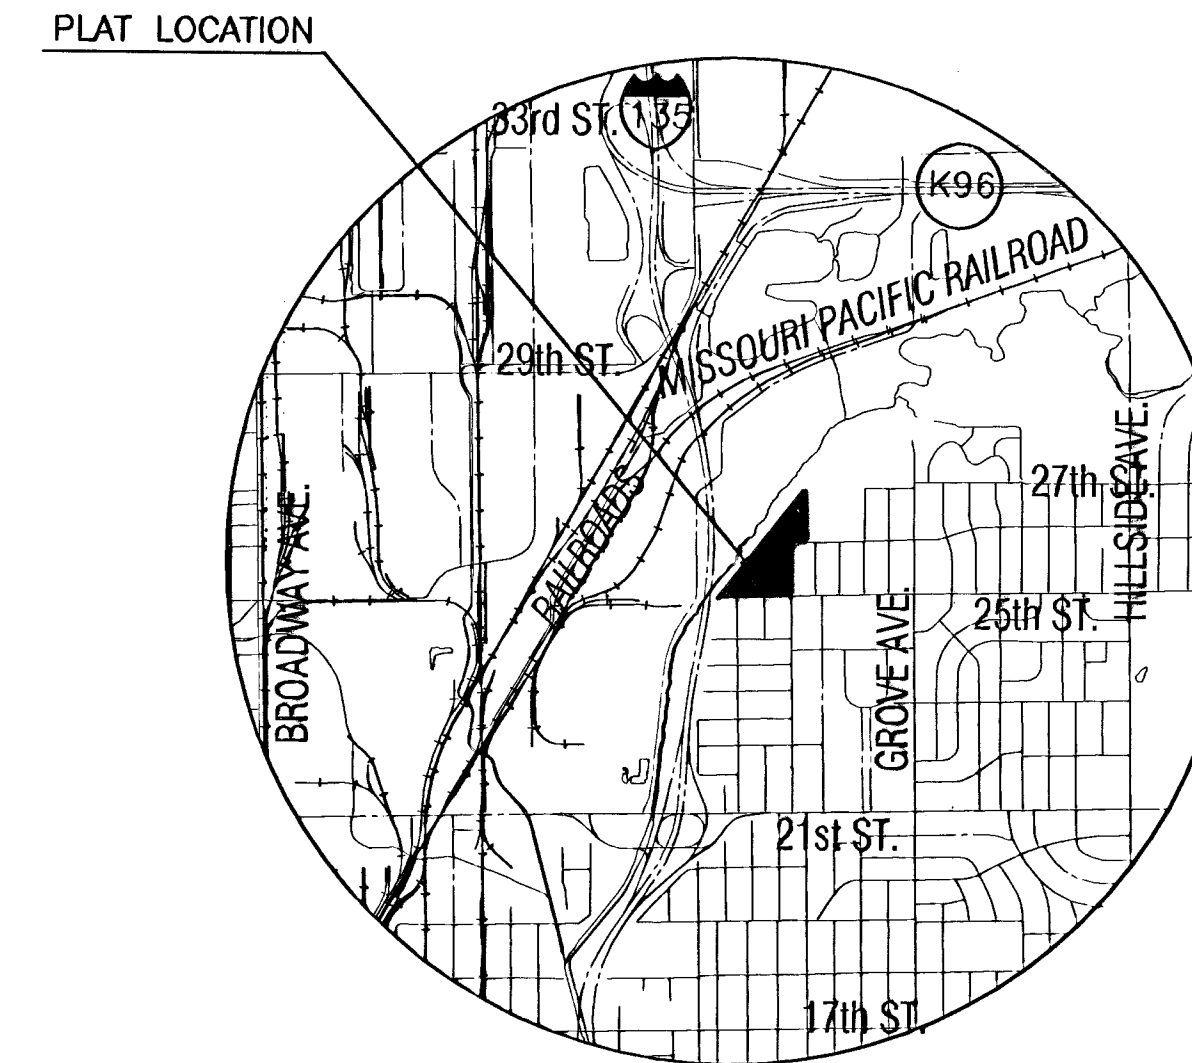 PLAT LOCATION
33rd ST.
135
K96
MISSOURI PACIFIC RAILROAD
29th ST.
RAILROADS
27th ST.
HILLSIDE AVE.
BROADWAY AVE.
25th ST.
GROVE AVE.
21st ST.
17th ST.